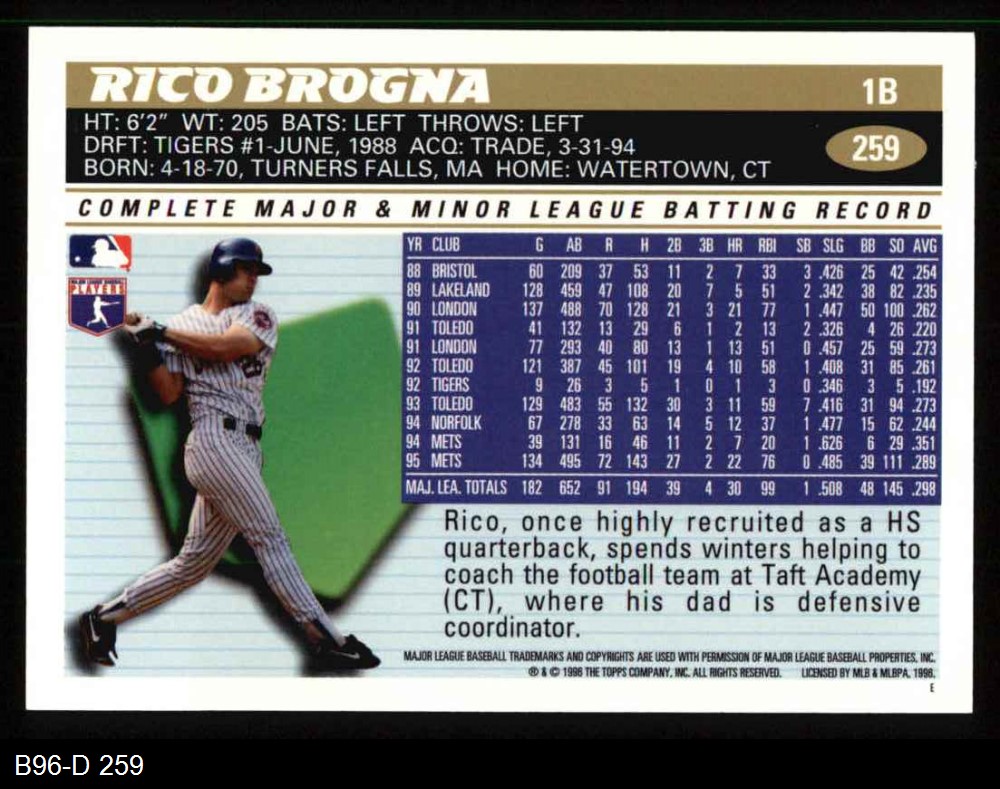 RICO BROGNA 1B
HT: 6'2" WT: 205 BATS: LEFT THROWS: LEFT
DRFT: TIGERS #1-JUNE, 1988 ACQ: TRADE, 3-31-94
259
BORN: 4-18-70, TURNERS FALLS, MA HOME: WATERTOWN, CT
COMPLETE MAJOR & MINOR LEAGUE BATTING RECORD
PLAYERS
YR CLUB G AB R H 2B 3B HR RBI SB SLG BB SO AVG
88 BRISTOL 60 209 37 53 11 2 7 33 3 .426 25 42 .254
89 LAKELAND 128 459 47 108 20 7 5 51 2 .342 38 82 .235
90 LONDON 137 488 70 128 21 3 21 77 1 .447 50 100 .262
91 TOLEDO 41 132 13 29 6 1 2 13 2 .326 4 26 .220
91 LONDON 77 293 40 80 13 1 13 51 0 .457 25 59 .273
92 TOLEDO 121 387 45 101 19 4 10 58 1 .408 31 85 .261
92 TIGERS 9 26 3 5 1 0 1 3 0 .346 3 5 .192
93 TOLEDO 129 483 55 132 30 3 11 59 7 .416 31 94 .273
94 NORFOLK 67 278 33 63 14 5 12 37 1 .477 15 62 .244
94 METS 39 131 16 46 11 2 7 20 1 .626 6 29 .351
95 METS 134 495 72 143 27 2 22 76 0 .485 39 111 .289
MAJ. LEA. TOTALS 182 652 91 194 39 4 30 99 1 .508 48 145 .298
Rico, once highly recruited as a HS
quarterback, spends winters helping to
coach the football team at Taft Academy
(CT), where his dad is defensive
coordinator.
MAJOR LEAGUE BASEBALL TRADEMARKS AND COPYRIGHTS ARE USED WITH PERMISSION OF MAJOR LEAGUE BASEBALL PROPERTIES, INC.
® & © 1996 THE TOPPS COMPANY, INC. ALL RIGHTS RESERVED. LICENSED BY MLB & MLBPA, 1996.
E
B96-D 259